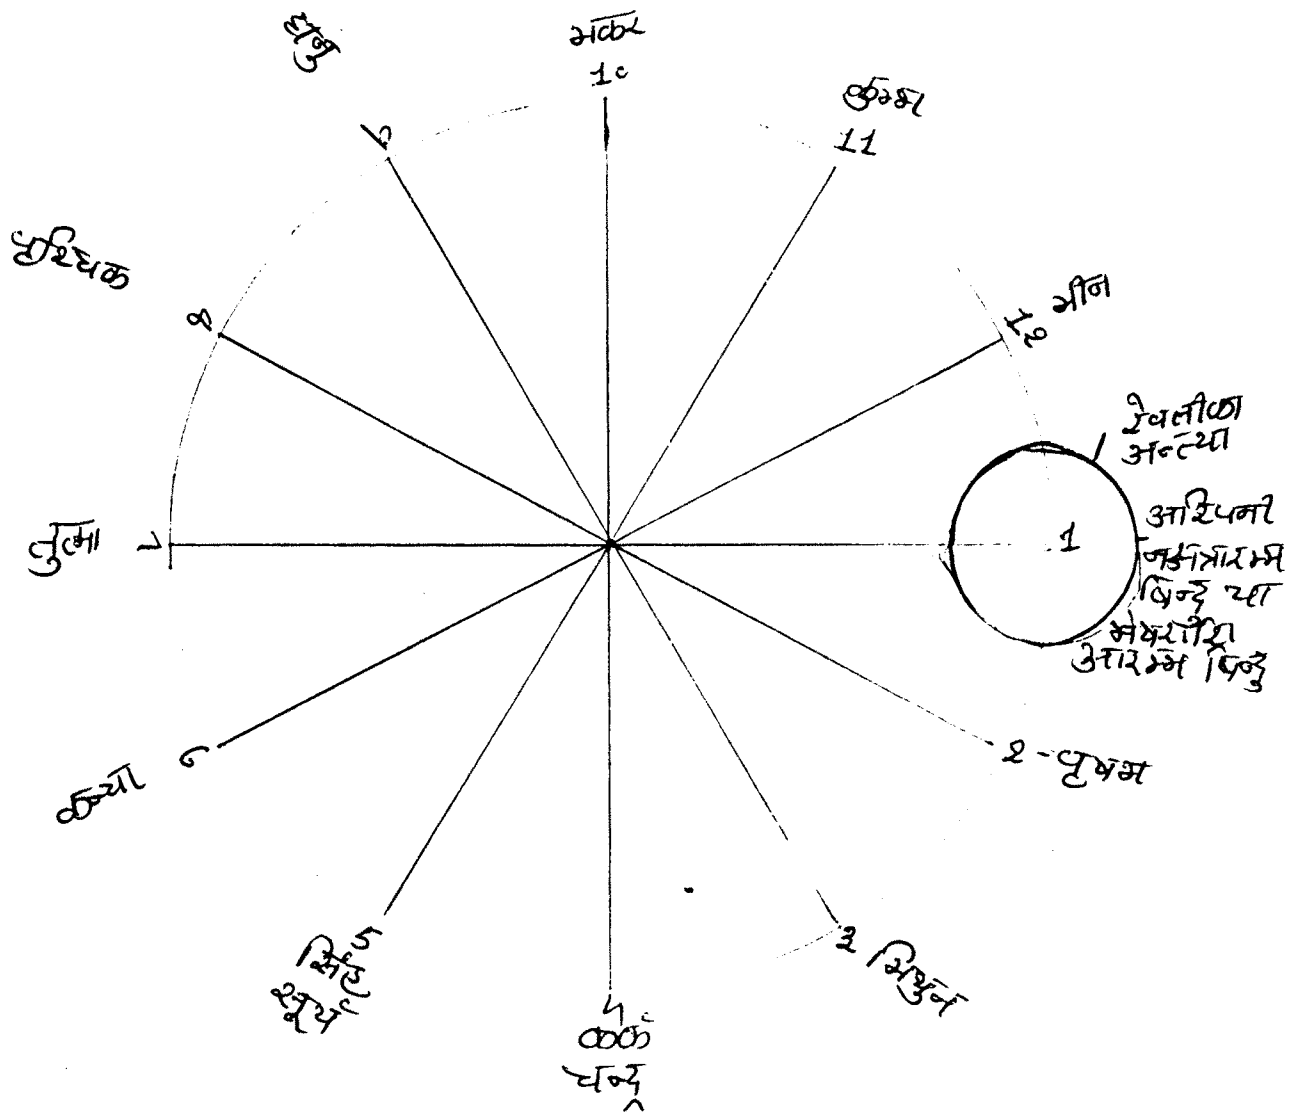 मकर
10
कुम्भ
11
मीन
12
रेवतीका
अन्त्या
1
अश्विनी
नक्षत्रारम्भ
बिन्दु या
मेषराशि
आरम्भ बिन्दु
2 - वृषभ
3 मिथुन
4
कर्क
चन्द्र
5
सिंह
सूर्य
6
कन्या
7
तुला
8
वृश्चिक
9
धनु